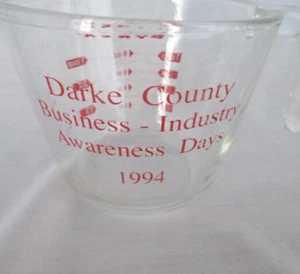 Darke County
Business - Industry
Awareness Days
1994